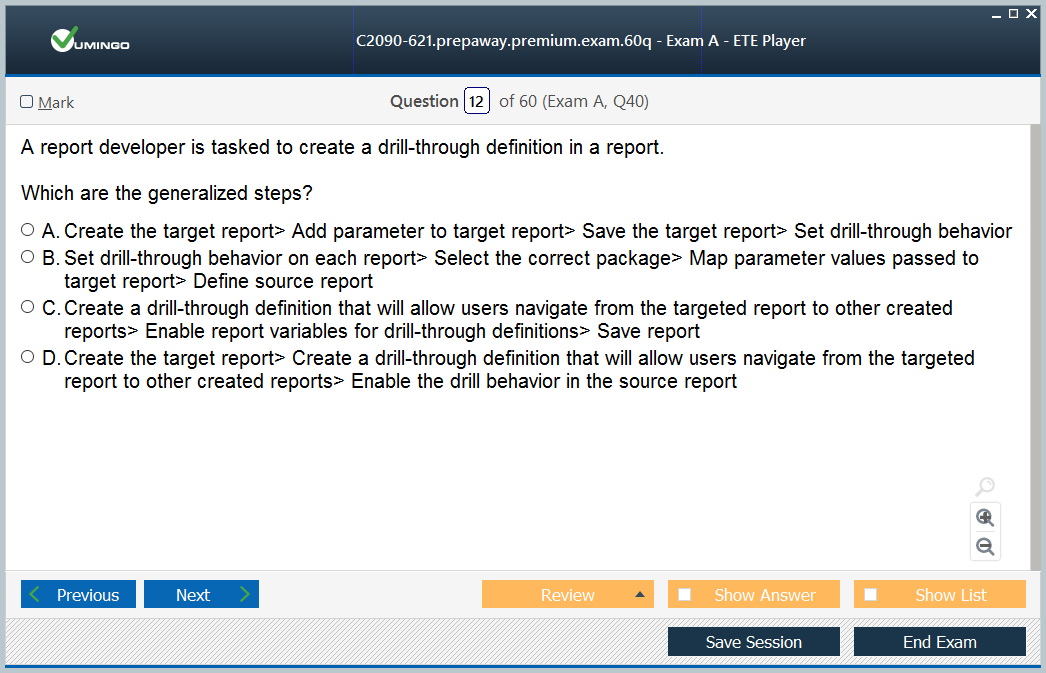 VUMINGO
C2090-621.prepaway.premium.exam.60q - Exam A - ETE Player
Mark
Question 12 of 60 (Exam A, Q40)
A report developer is tasked to create a drill-through definition in a report.
Which are the generalized steps?
A. Create the target report> Add parameter to target report> Save the target report> Set drill-through behavior
B. Set drill-through behavior on each report> Select the correct package> Map parameter values passed to
target report> Define source report
C. Create a drill-through definition that will allow users navigate from the targeted report to other created
reports> Enable report variables for drill-through definitions> Save report
D. Create the target report> Create a drill-through definition that will allow users navigate from the targeted
report to other created reports> Enable the drill behavior in the source report
Previous
Next
Review
Show Answer
Show List
Save Session
End Exam